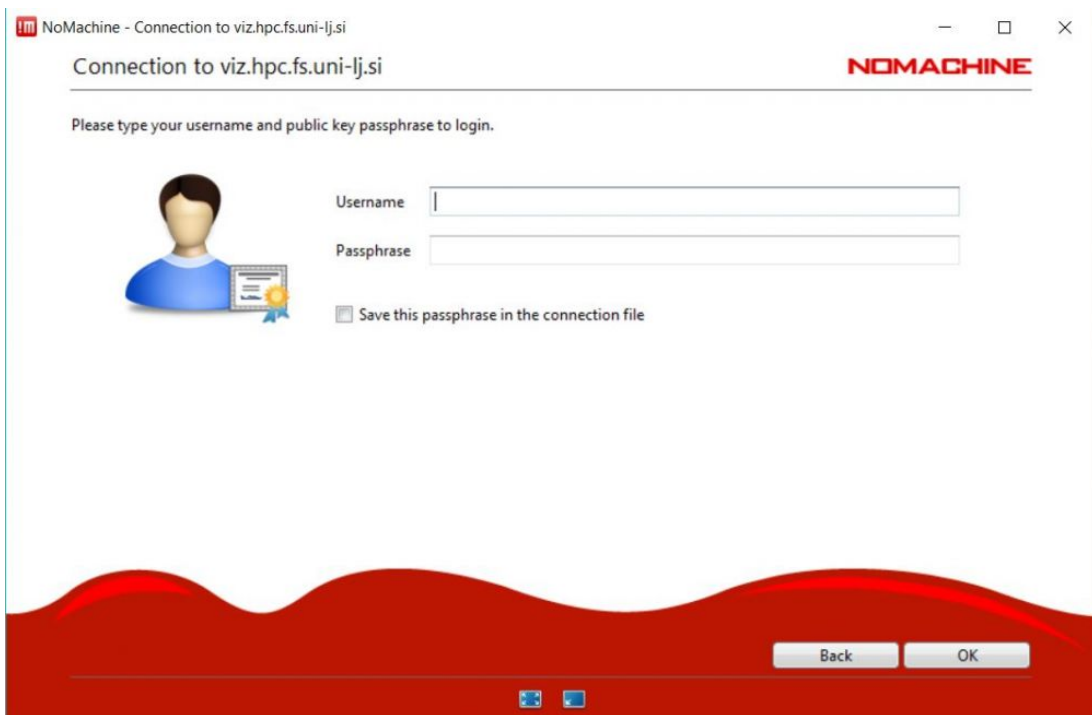 !M NoMachine - Connection to viz.hpc.fs.uni-lj.si
Connection to viz.hpc.fs.uni-lj.si NOMACHINE
Please type your username and public key passphrase to login.
Username
Passphrase
Save this passphrase in the connection file
Back OK